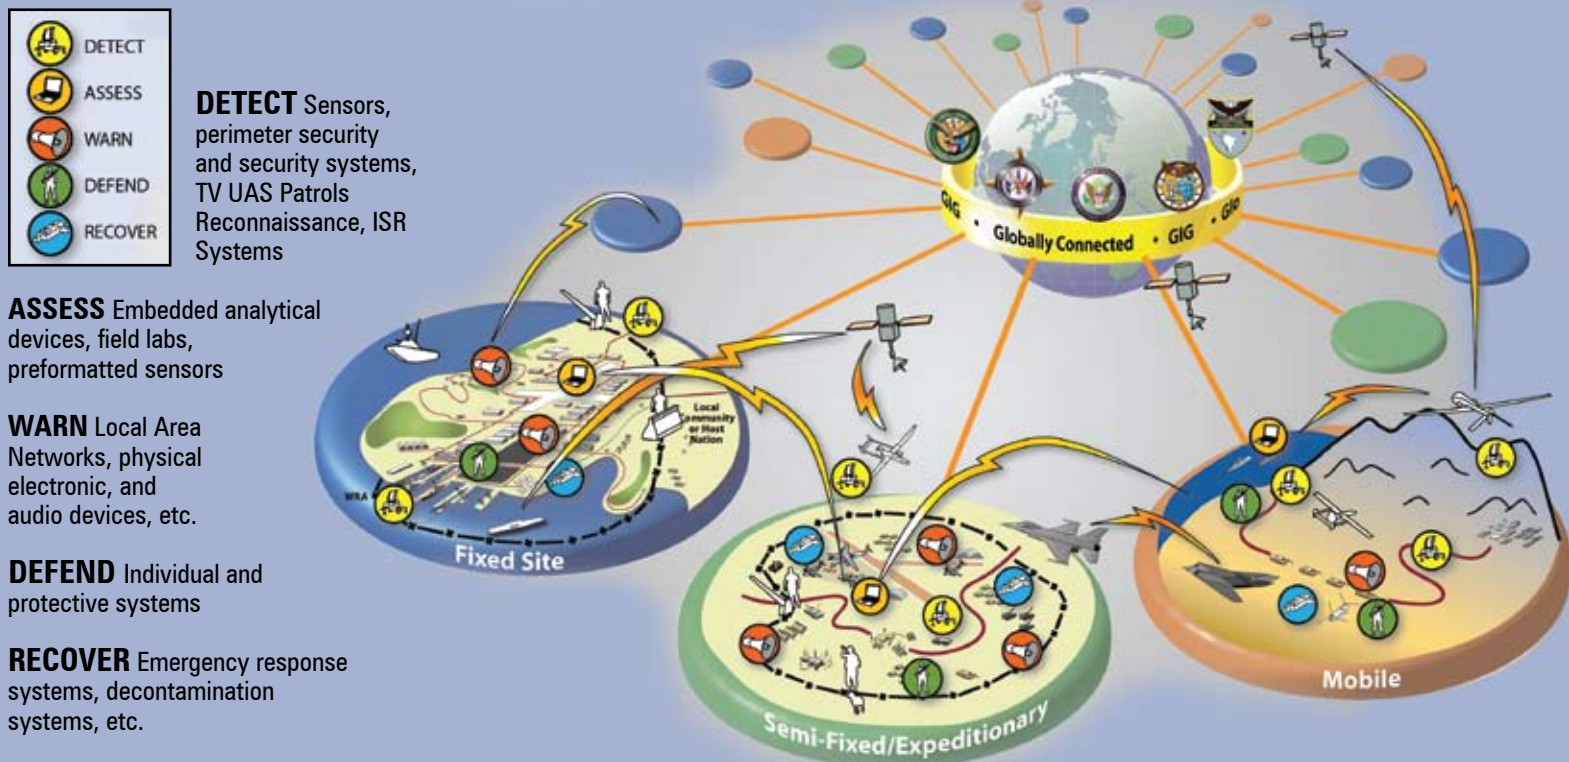 DETECT
ASSESS
WARN
DEFEND
RECOVER
DETECT Sensors,
perimeter security
and security systems,
TV UAS Patrols
Reconnaissance, ISR
Systems
ASSESS Embedded analytical
devices, field labs,
preformatted sensors
WARN Local Area
Networks, physical
electronic, and
audio devices, etc.
DEFEND Individual and
protective systems
RECOVER Emergency response
systems, decontamination
systems, etc.
GIG • Globally Connected • GIG •
Local
Community
or Host
Nation
WRA
Fixed Site
Semi-Fixed/Expeditionary
Mobile